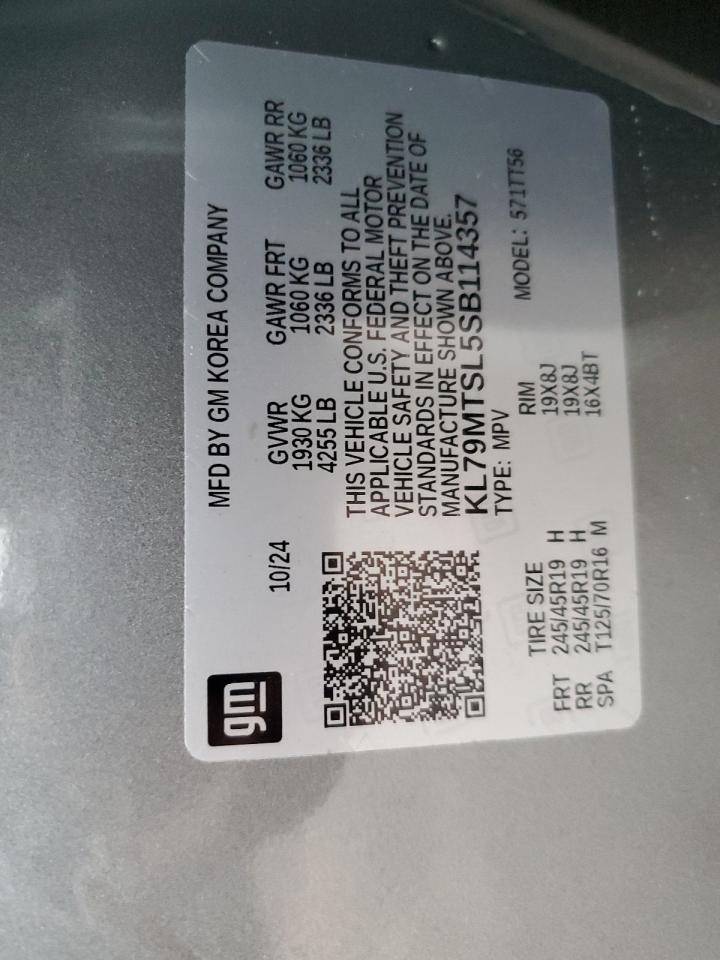 gm
MFD BY GM KOREA COMPANY
10/24
GVWR GAWR FRT GAWR RR
1930 KG 1060 KG 1060 KG
4255 LB 2336 LB 2336 LB
THIS VEHICLE CONFORMS TO ALL
APPLICABLE U.S. FEDERAL MOTOR
VEHICLE SAFETY AND THEFT PREVENTION
STANDARDS IN EFFECT ON THE DATE OF
MANUFACTURE SHOWN ABOVE.
KL79MTSL5SB114357
TYPE: MPV MODEL: 571TT56
TIRE SIZE RIM
FRT 245/45R19 H 19X8J
RR 245/45R19 H 19X8J
SPA T125/70R16 M 16X4BT